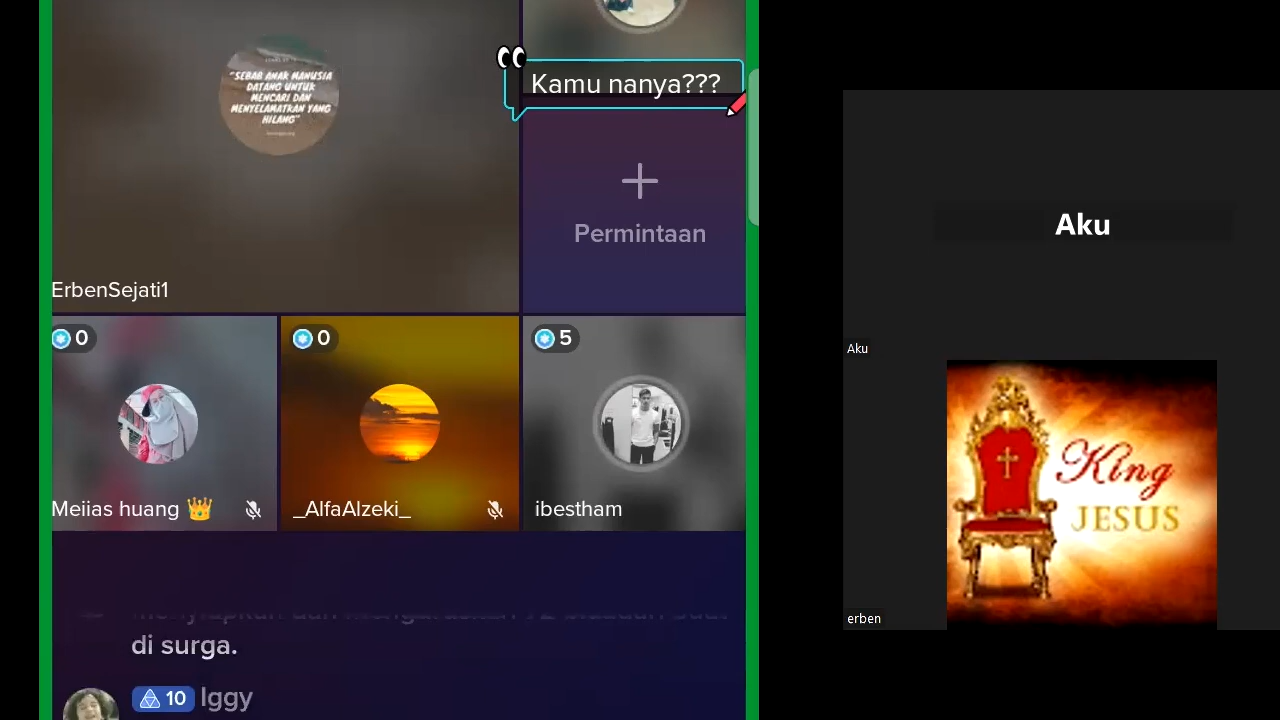 "SEBAB ANAK MANUSIA
DATANG UNTUK
MENCARI DAN
MENYELAMATKAN YANG
HILANG"
Kamu nanya???
Permintaan
ErbenSejati1
0
0
5
Meiias huang 👑
_AlfaAlzeki_
ibestham
di surga.
10 Iggy
Aku
Aku
King
JESUS
erben